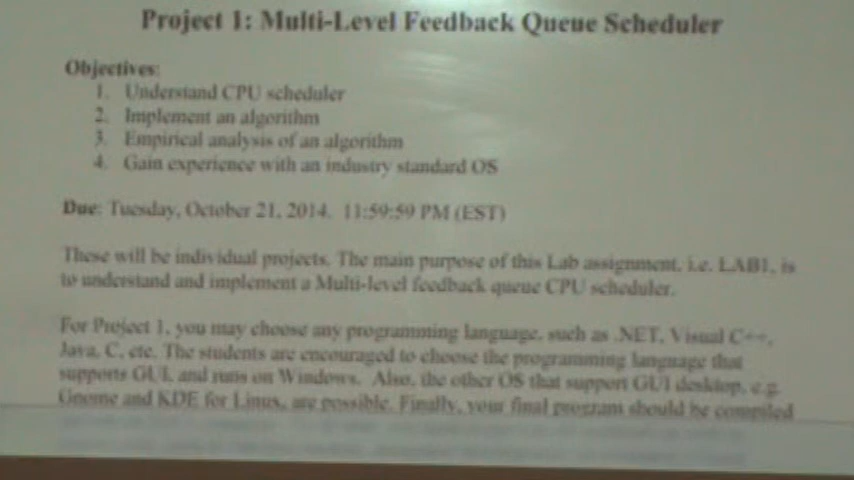 Project 1: Multi-Level Feedback Queue Scheduler
Objectives:
1. Understand CPU scheduler
2. Implement an algorithm
3. Empirical analysis of an algorithm
4. Gain experience with an industry standard OS
Due: Tuesday, October 21, 2014. 11:59:59 PM (EST)
These will be individual projects. The main purpose of this Lab assignment, i.e. LAB1, is
to understand and implement a Multi-level feedback queue CPU scheduler.
For Project 1, you may choose any programming language, such as .NET, Visual C++,
Java, C, etc. The students are encouraged to choose the programming language that
supports GUI, and runs on Windows. Also, the other OS that support GUI desktop, e.g.
Gnome and KDE for Linux, are possible. Finally, your final program should be compiled